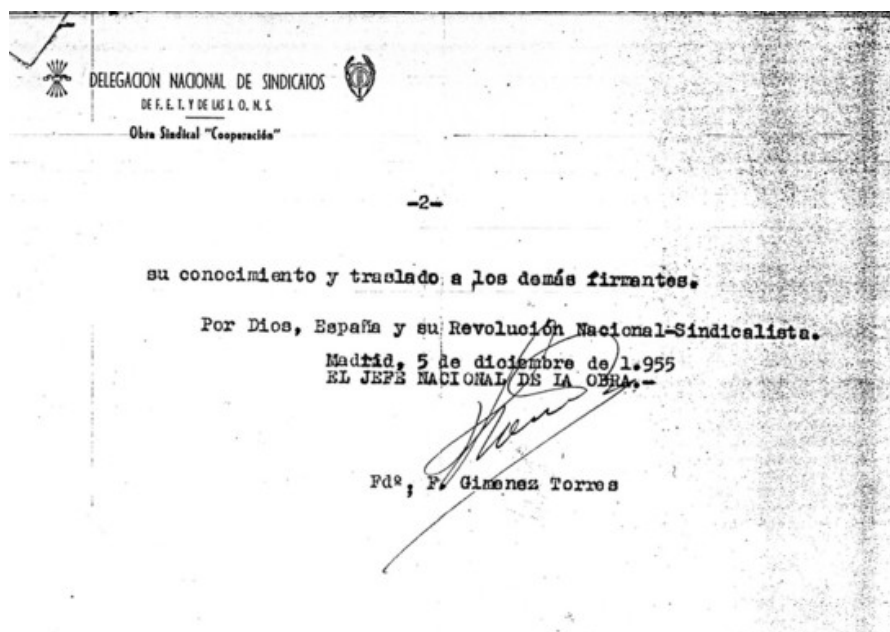 DELEGACION NACIONAL DE SINDICATOS
DE F. E. T. Y DE LAS J. O. N. S.
Obra Sindical "Cooperación"
-2-
su conocimiento y traslado a los demás firmantes.
Por Dios, España y su Revolución Nacional-Sindicalista.
Madrid, 5 de diciembre de 1.955
EL JEFE NACIONAL DE LA OBRA.-
Fdº; F. Gimenez Torres